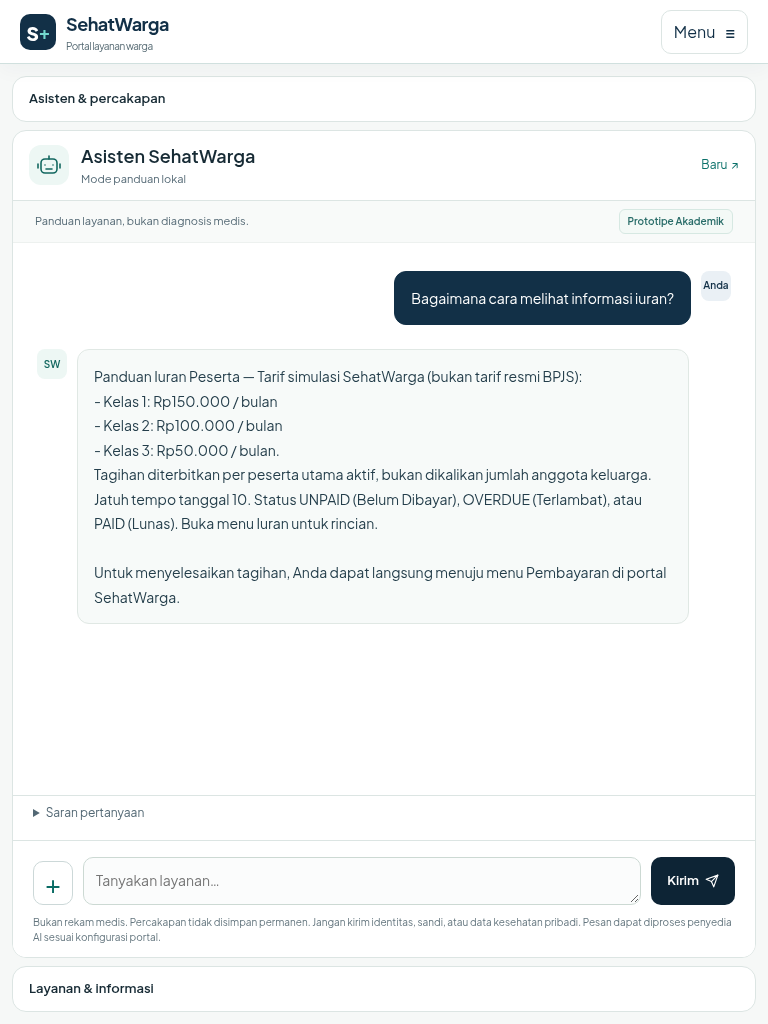 S+
SehatWarga
Portal layanan warga
Menu ≡
Asisten & percakapan
Asisten SehatWarga
Mode panduan lokal
Baru ↗
Panduan layanan, bukan diagnosis medis.
Prototipe Akademik
Bagaimana cara melihat informasi iuran?
Anda
SW
Panduan Iuran Peserta — Tarif simulasi SehatWarga (bukan tarif resmi BPJS):
- Kelas 1: Rp150.000 / bulan
- Kelas 2: Rp100.000 / bulan
- Kelas 3: Rp50.000 / bulan.
Tagihan diterbitkan per peserta utama aktif, bukan dikalikan jumlah anggota keluarga.
Jatuh tempo tanggal 10. Status UNPAID (Belum Dibayar), OVERDUE (Terlambat), atau
PAID (Lunas). Buka menu Iuran untuk rincian.
Untuk menyelesaikan tagihan, Anda dapat langsung menuju menu Pembayaran di portal
SehatWarga.
▶ Saran pertanyaan
+
Tanyakan layanan...
Kirim
Bukan rekam medis. Percakapan tidak disimpan permanen. Jangan kirim identitas, sandi, atau data kesehatan pribadi. Pesan dapat diproses penyedia
AI sesuai konfigurasi portal.
Layanan & informasi